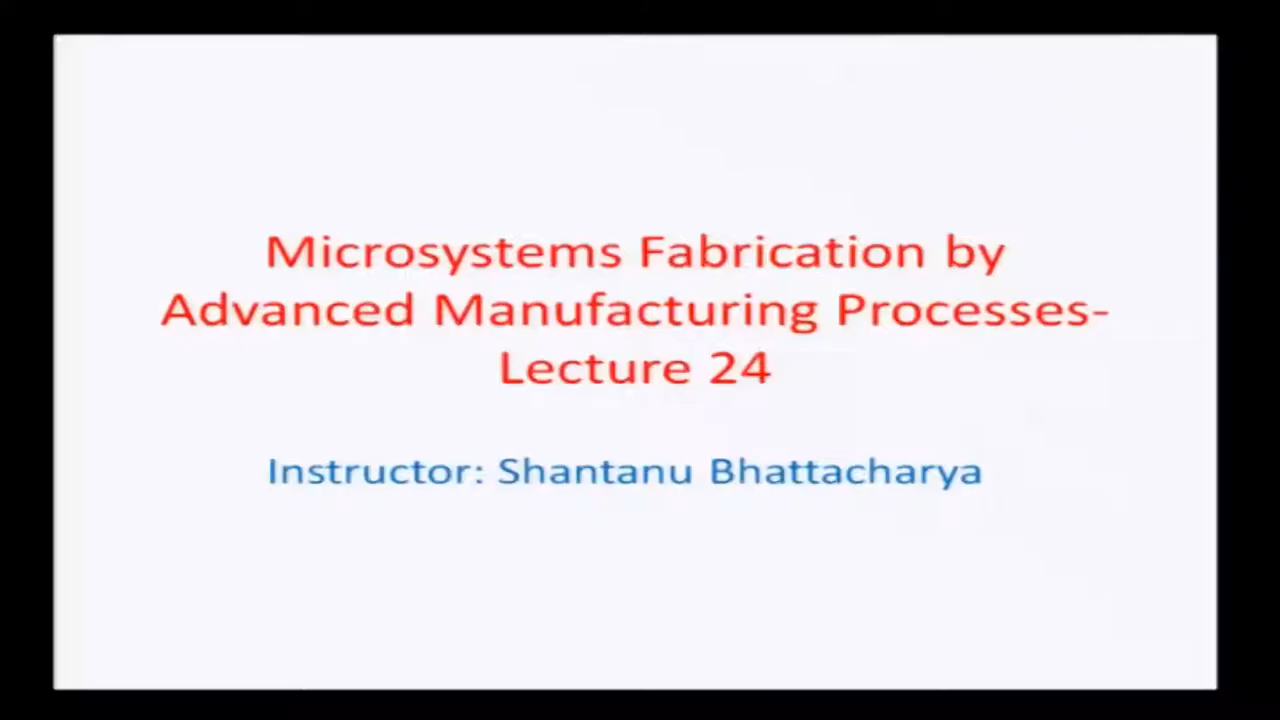 Microsystems Fabrication by
Advanced Manufacturing Processes-
Lecture 24
Instructor: Shantanu Bhattacharya